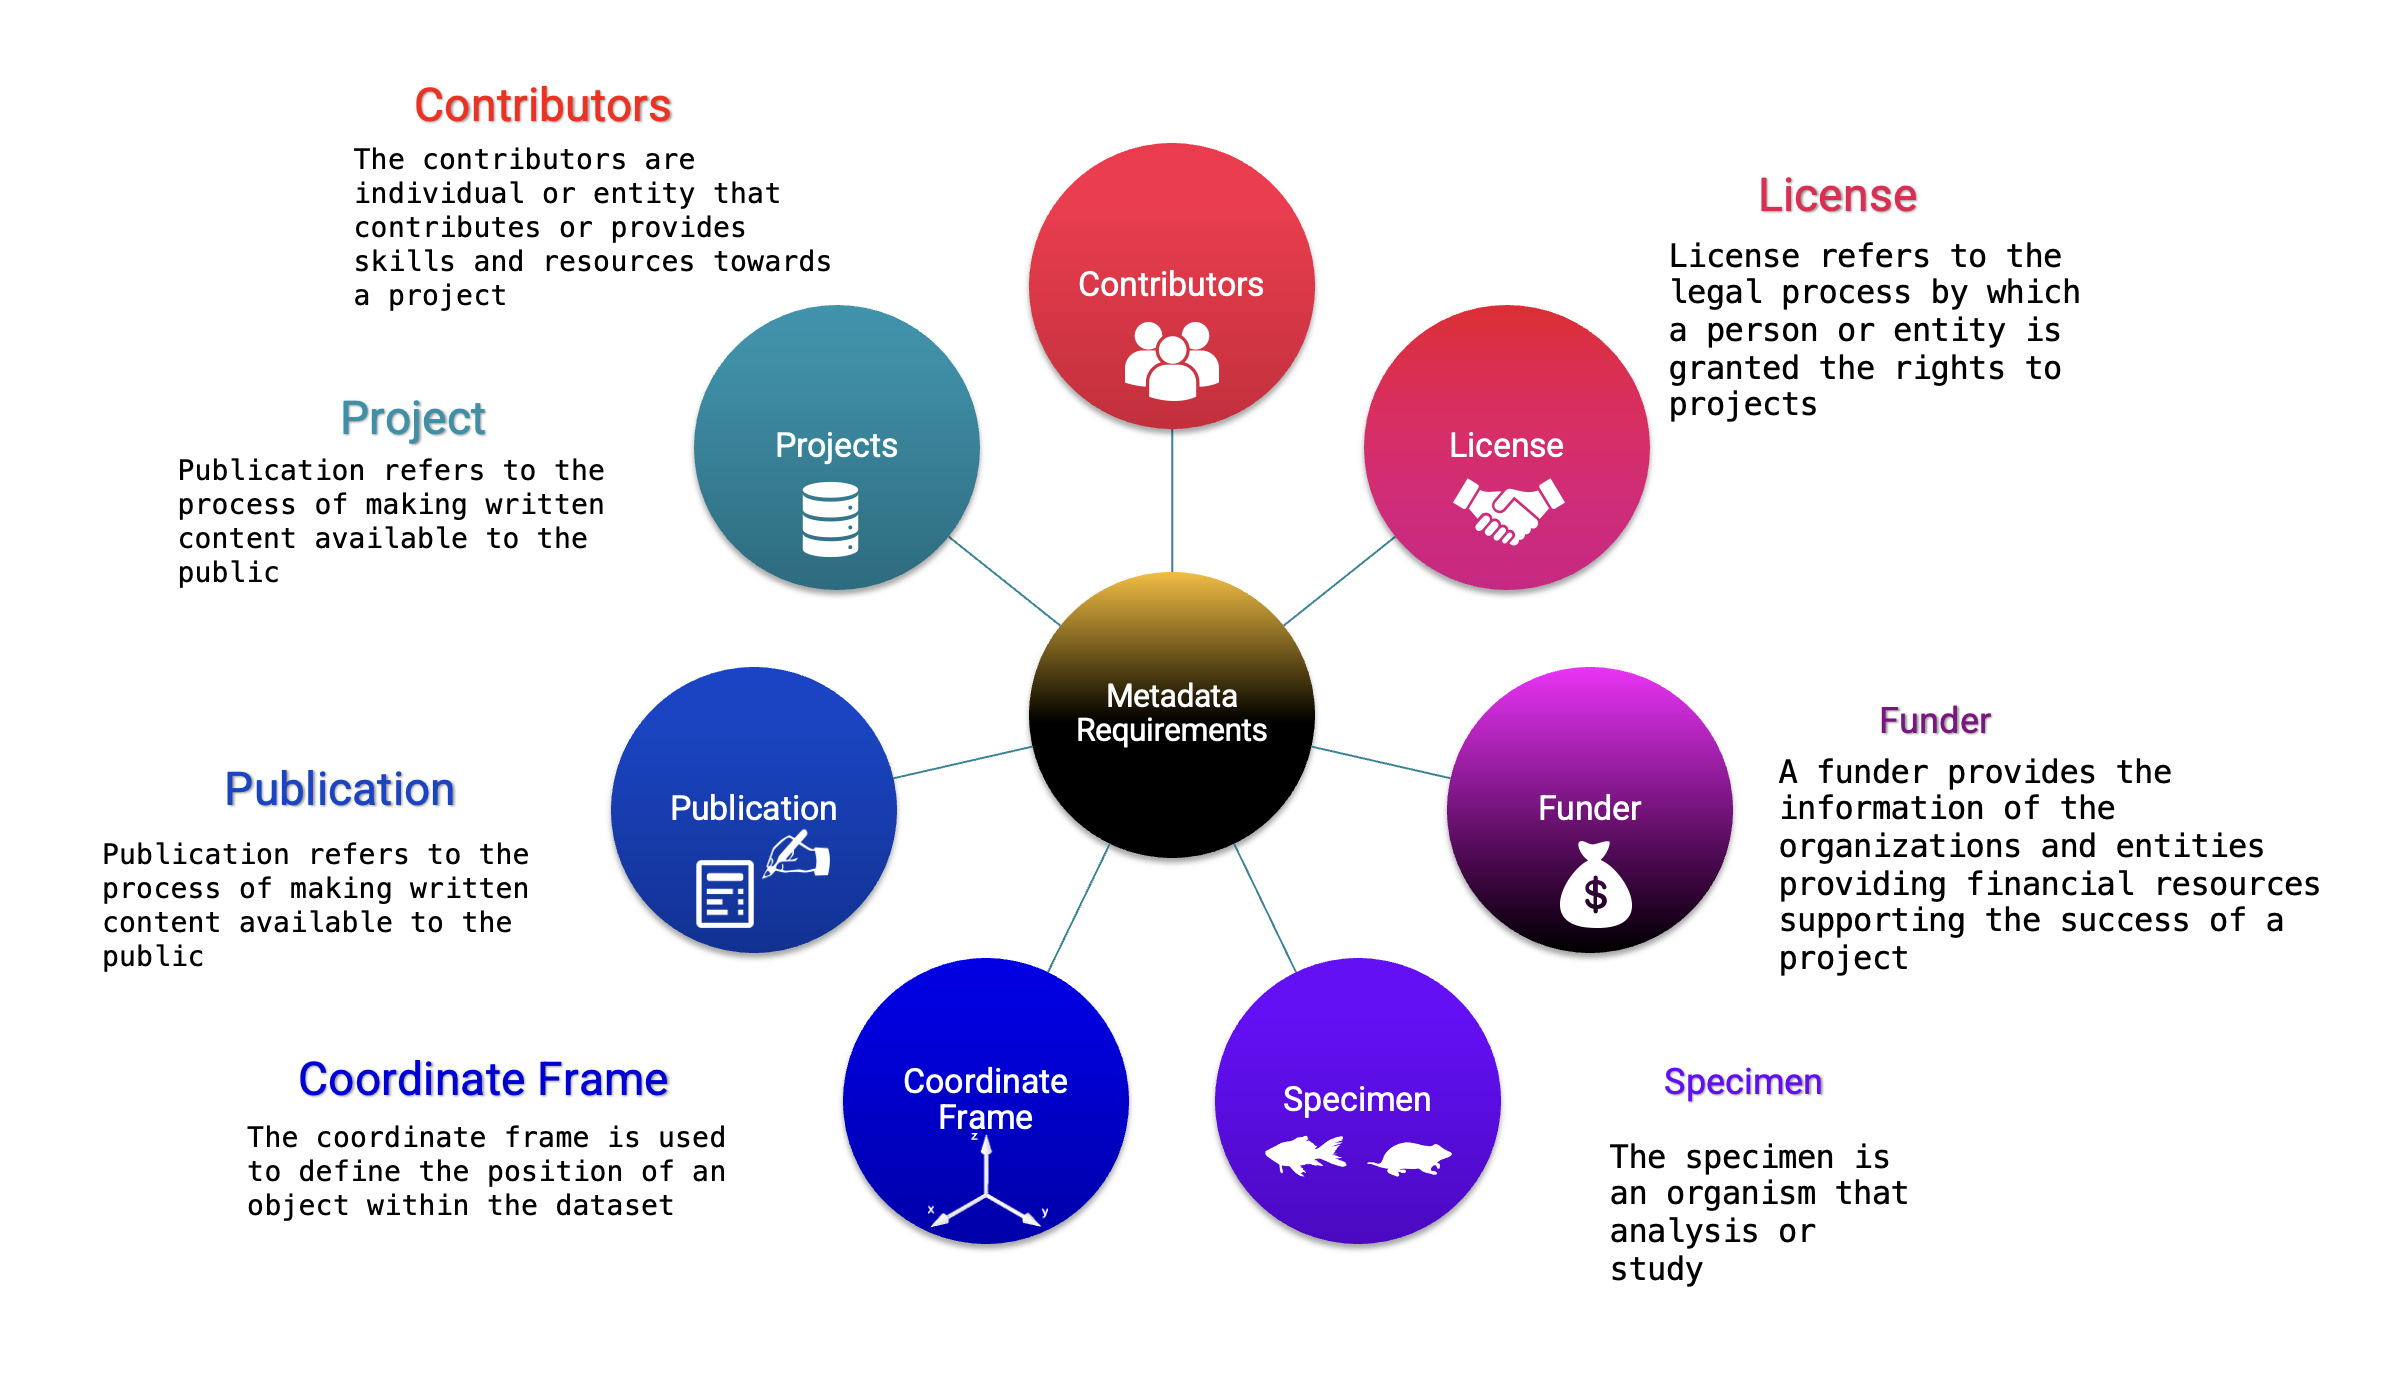 Contributors
The contributors are
individual or entity that
contributes or provides
skills and resources towards
a project
Contributors
License
License refers to the
legal process by which
a person or entity is
granted the rights to
projects
Projects
License
Project
Publication refers to the
process of making written
content available to the
public
Metadata
Requirements
Publication
Publication refers to the
process of making written
content available to the
public
Publication
Funder
$
Funder
A funder provides the
information of the
organizations and entities
providing financial resources
supporting the success of a
project
Coordinate Frame
The coordinate frame is used
to define the position of an
object within the dataset
Coordinate
Frame
z
x
y
Specimen
Specimen
The specimen is
an organism that
analysis or
study